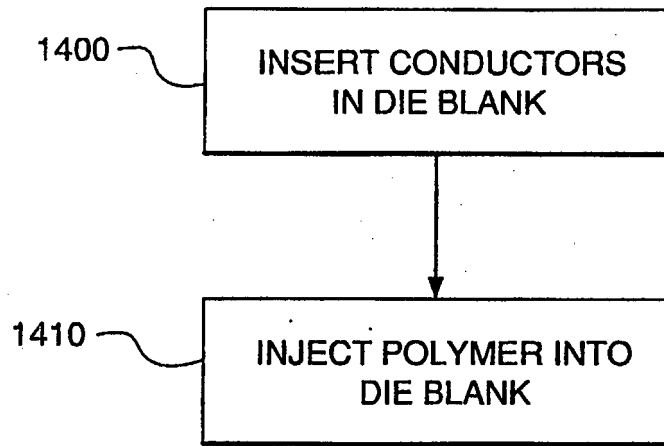 1400
INSERT CONDUCTORS
IN DIE BLANK
1410
INJECT POLYMER INTO
DIE BLANK